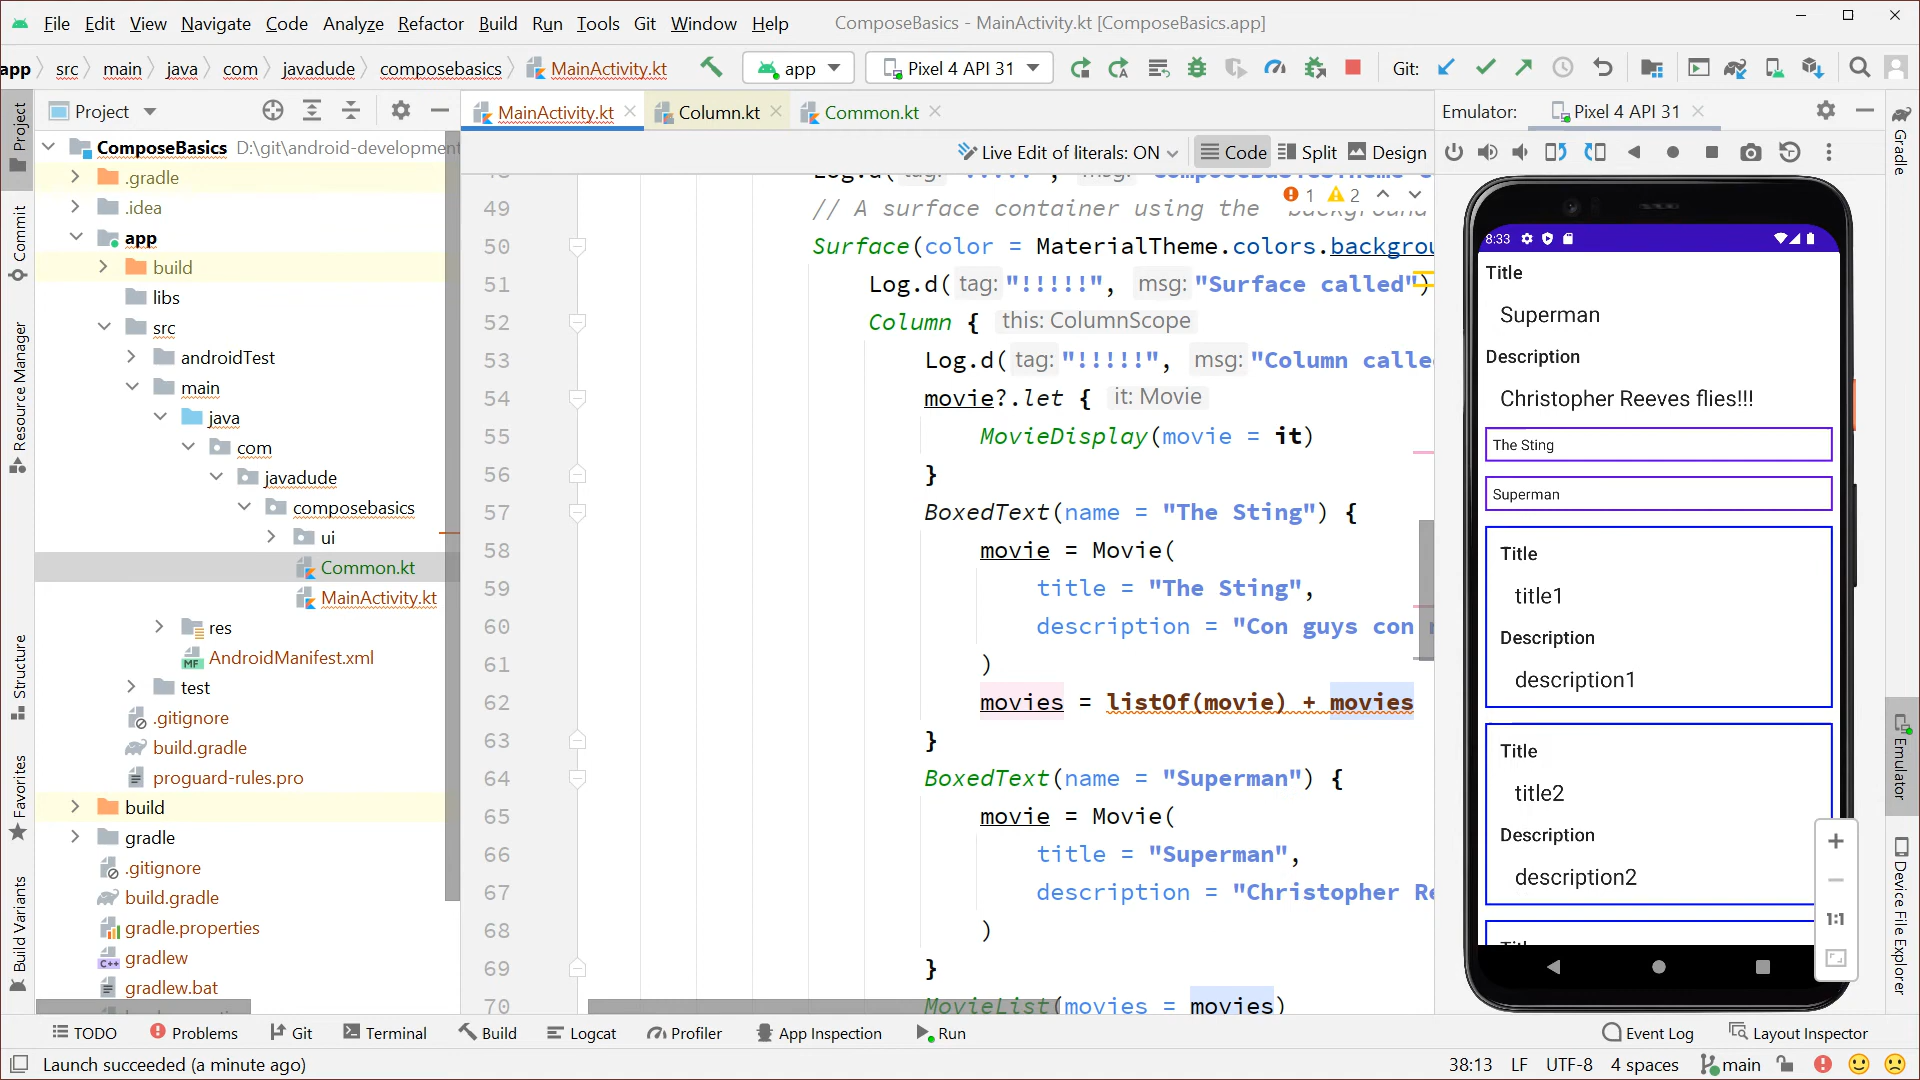 File Edit View Navigate Code Analyze Refactor Build Run Tools Git Window Help ComposeBasics - MainActivity.kt [ComposeBasics.app]
app src main java com javadude composebasics MainActivity.kt app Pixel 4 API 31 Git:
Project MainActivity.kt Column.kt Common.kt Emulator: Pixel 4 API 31
Live Edit of literals: ON Code Split Design
Project
Commit
Resource Manager
Structure
Favorites
Build Variants
ComposeBasics D:\git\android-development
.gradle
.idea
app
build
libs
src
androidTest
main
java
com
javadude
composebasics
ui
Common.kt
MainActivity.kt
res
AndroidManifest.xml
test
.gitignore
build.gradle
proguard-rules.pro
build
gradle
.gitignore
build.gradle
gradle.properties
gradlew
gradlew.bat
1 2
49 // A surface container using the 'background
50 Surface(color = MaterialTheme.colors.backgrou
51 Log.d( tag: "!!!!!", msg: "Surface called")
52 Column { this: ColumnScope
53 Log.d( tag: "!!!!!", msg: "Column calle
54 movie?.let { it: Movie
55 MovieDisplay(movie = it)
56 }
57 BoxedText(name = "The Sting") {
58 movie = Movie(
59 title = "The Sting",
60 description = "Con guys con
61 )
62 movies = listOf(movie) + movies
63 }
64 BoxedText(name = "Superman") {
65 movie = Movie(
66 title = "Superman",
67 description = "Christopher Re
68 )
69 }
70 MovieList(movies = movies)
8:33
Title
Superman
Description
Christopher Reeves flies!!!
The Sting
Superman
Title
title1
Description
description1
Title
title2
Description
description2
Title
1:1
Gradle
Emulator
Device File Explorer
TODO Problems Git Terminal Build Logcat Profiler App Inspection Run Event Log Layout Inspector
Launch succeeded (a minute ago) 38:13 LF UTF-8 4 spaces main